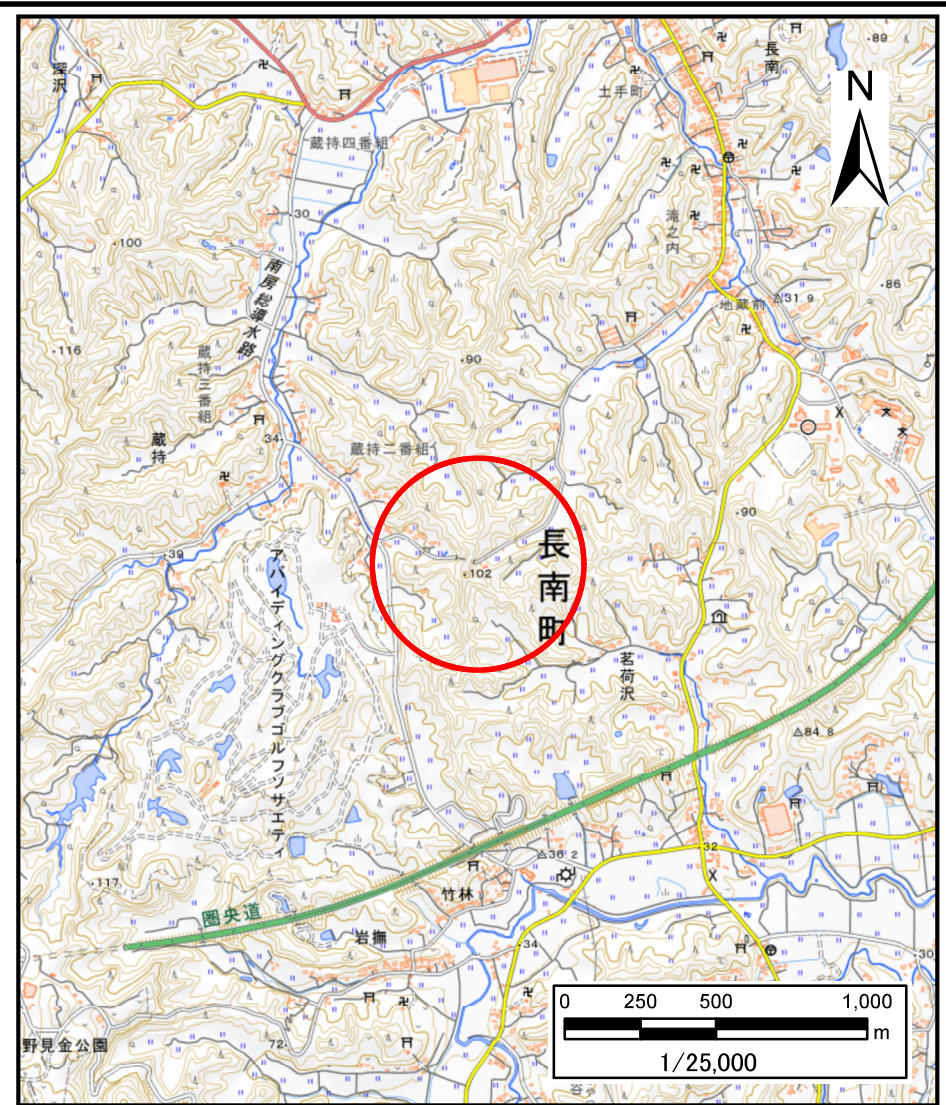 深沢
長南
89
N
土手町
蔵持四番組
滝之内
30
100
南房総導水路
86
地蔵前
31.9
116
90
蔵持三番組
蔵持
34
蔵持二番組
90
39
長南町
102
アバイディングクラブゴルフソサエティ
茗荷沢
84.8
32
36.2
117
竹林
圏央道
岩撫
34
30
0 250 500 1,000
m
1/25,000
72
野見金公園
谷